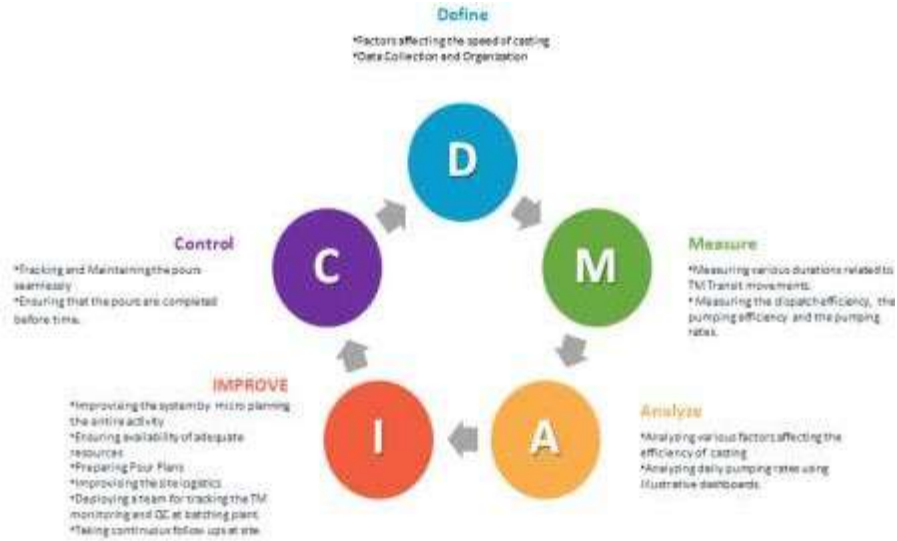 Define
*Factors affecting the speed of casting
*Data Collection and Organization
D
Control
*Tracking and Maintaining the pours
seamlessly
*Ensuring that the pours are completed
before time.
C
M
Measure
*Measuring various durations related to
TM Transit movements.
* Measuring the dispatch efficiency, the
pumping efficiency and the pumping
rates.
IMPROVE
*Improvising the system by micro planning
the entire activity
*Ensuring availability of adequate
resources
*Preparing Pour Plans
*Improvising the site logistics
*Deploying a team for tracking the TM
monitoring and QC at batching plant
*Taking continuous follow ups at site
I
A
Analyze
*Analyzing various factors affecting the
efficiency of casting
*Analyzing daily pumping rates using
illustrative dashboards.